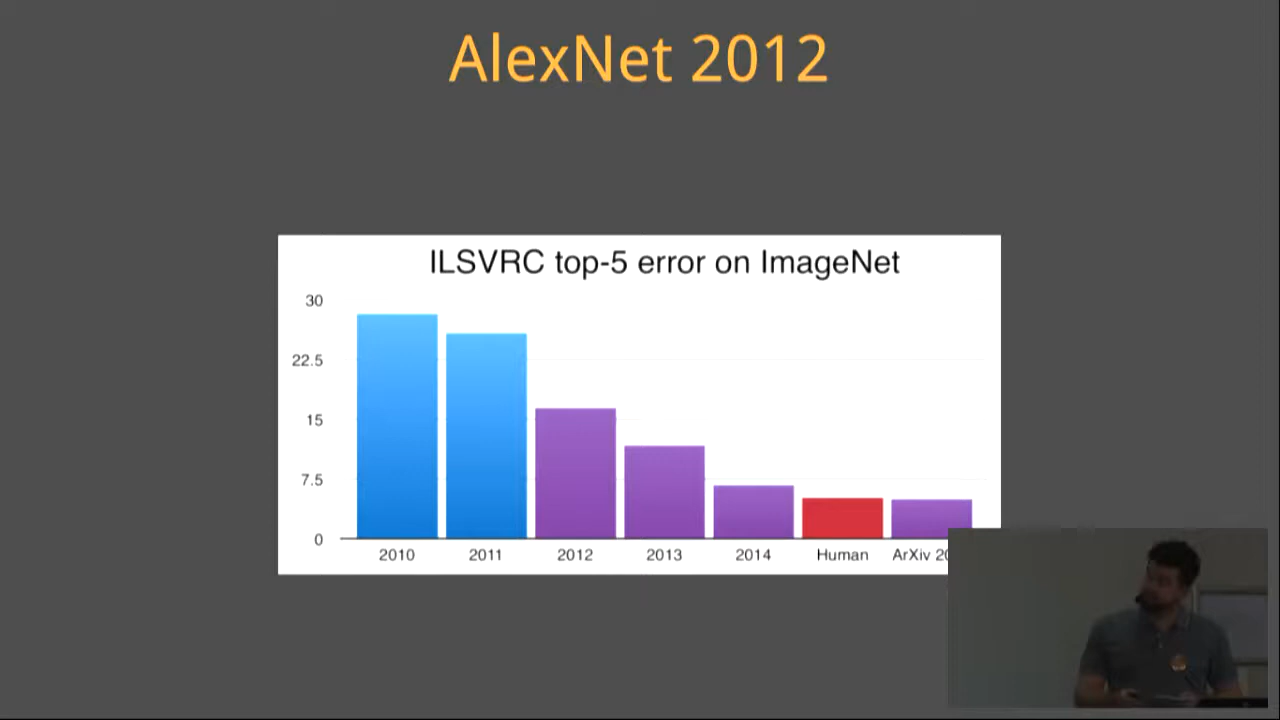 AlexNet 2012
ILSVRC top-5 error on ImageNet
30
22.5
15
7.5
0
2010 2011 2012 2013 2014 Human ArXiv